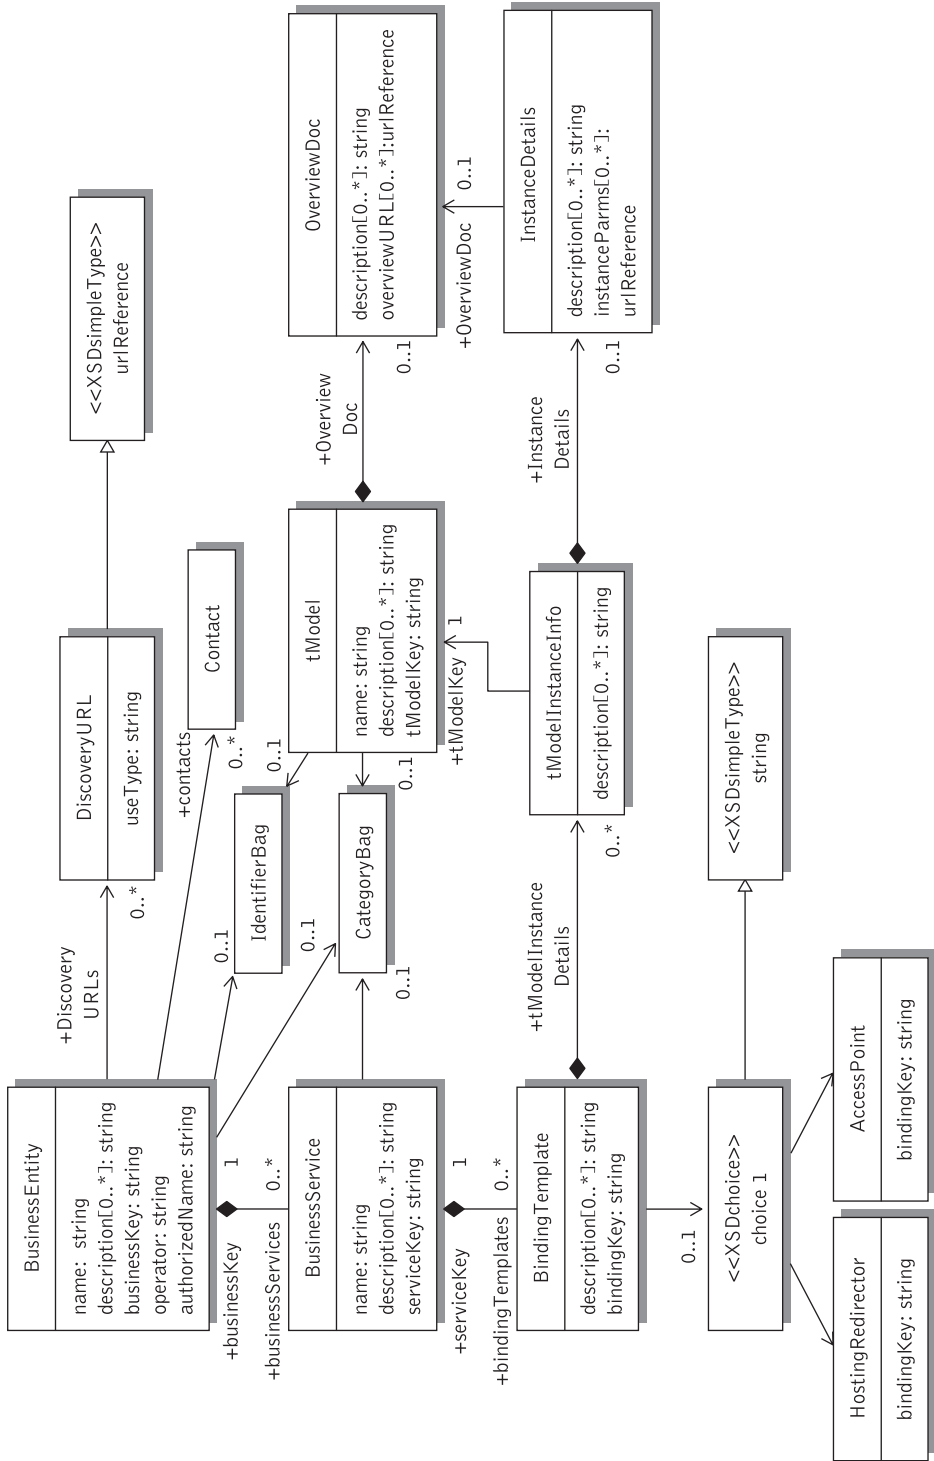 BusinessEntity
name:  string
description[0..*]: string
businessKey: string
operator: string
authorizedName: string
+Discovery
URLs
0..*
DiscoveryURL
useType: string
<<XSDsimpleType>>
urlReference
+contacts
0..*
Contact
0..1
IdentifierBag
0..1
0..1
CategoryBag
0..1
0..1
+businessKey
1
+businessServices
0..*
BusinessService
name: string
description[0..*]: string
serviceKey: string
tModel
name: string
description[0..*]: string
tModelKey: string
+Overview
Doc
0..1
OverviewDoc
description[0..*]: string
overviewURL[0..*]:urlReference
+serviceKey
1
+bindingTemplates
0..*
+tModelKey
1
+OverviewDoc
0..1
BindingTemplate
description[0..*]: string
bindingKey: string
+tModelInstance
Details
0..*
tModelInstanceInfo
description[0..*]: string
+Instance
Details
0..1
InstanceDetails
description[0..*]: string
instanceParms[0..*]:
urlReference
0..1
<<XSDchoice>>
choice 1
<<XSDsimpleType>>
string
HostingRedirector
bindingKey: string
AccessPoint
bindingKey: string